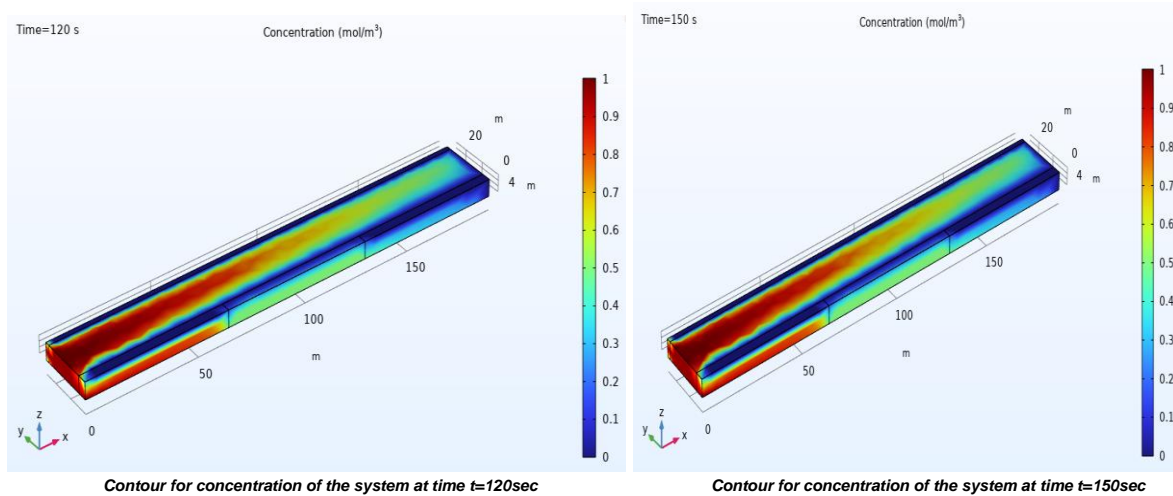 Time=120 s
Concentration (mol/m³)
1
0.9
0.8
0.7
0.6
0.5
0.4
0.3
0.2
0.1
0
m
20
0
4 m
150
100
m
50
0
z
y x
Contour for concentration of the system at time t=120sec
Time=150 s
Concentration (mol/m³)
1
0.9
0.8
0.7
0.6
0.5
0.4
0.3
0.2
0.1
0
m
20
0
4 m
150
100
m
50
0
z
y x
Contour for concentration of the system at time t=150sec